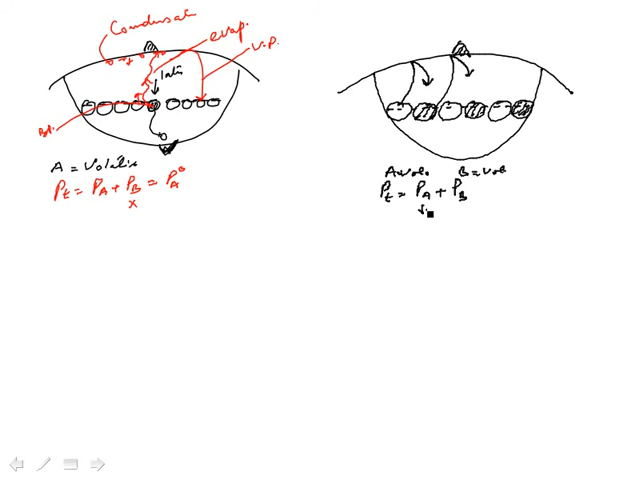 Condensat
evap.
V.P.
A = Volatile
Pt = PA + PB = PA°
x
A = vola B = vol
Pt = PA + PB